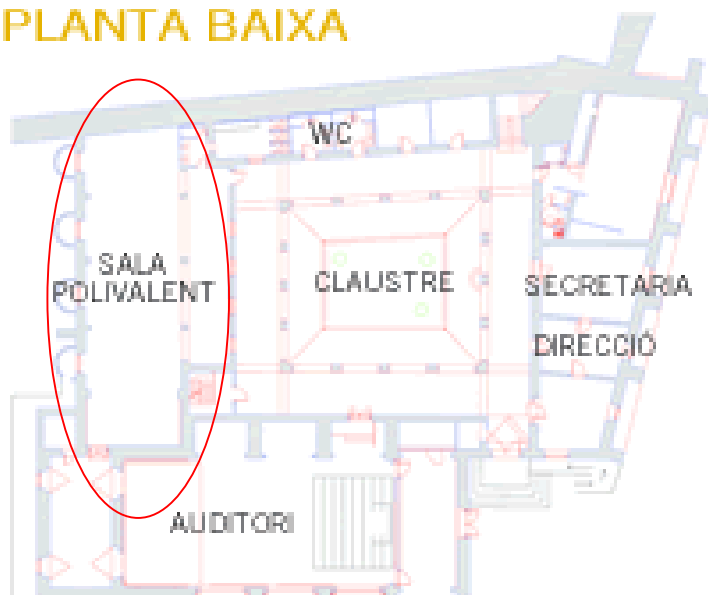 PLANTA BAIXA
WC
SALA
POLIVALENT
CLAUSTRE
SECRETARIA
DIRECCIÓ
AUDITORI